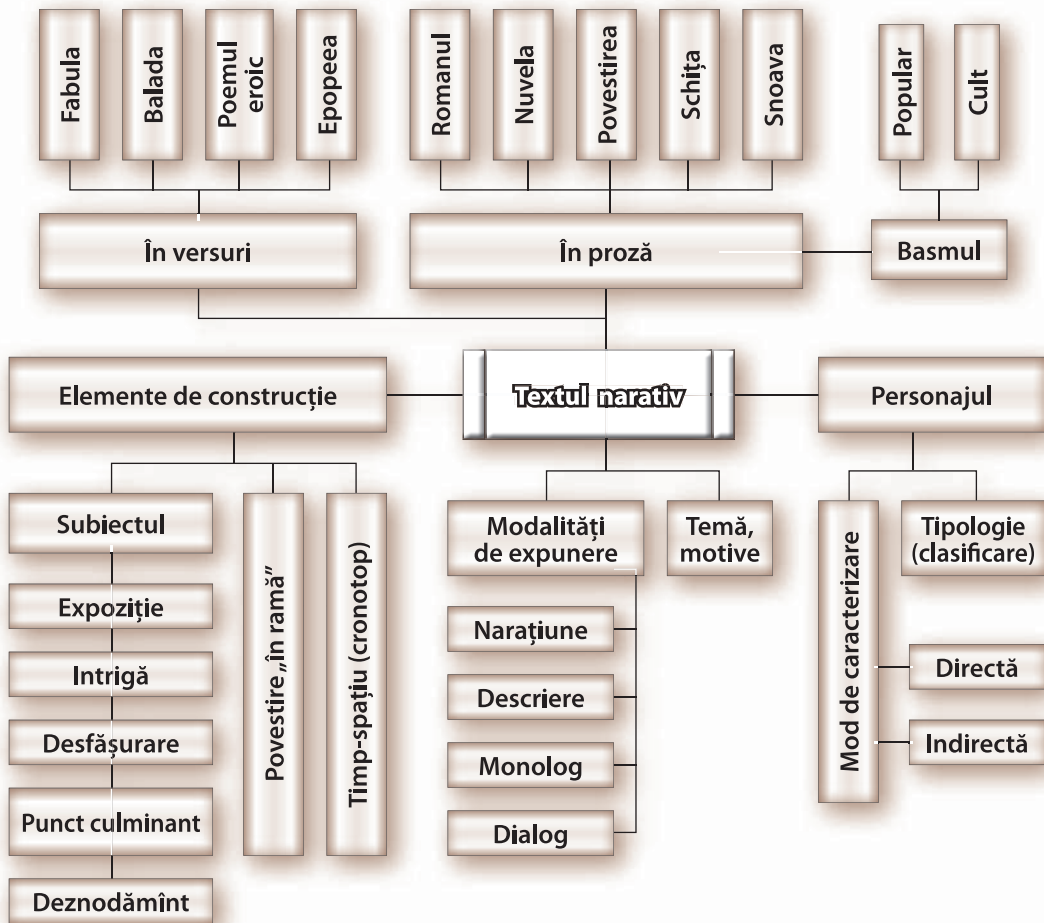 Fabula
Balada
Poemul
eroic
Epopeea
Romanul
Nuvela
Povestirea
Schița
Snoava
Popular
Cult
În versuri
În proză
Basmul
Elemente de construcție
Textul narativ
Personajul
Subiectul
Expoziție
Intrigă
Desfășurare
Punct culminant
Deznodămînt
Povestire „în ramă”
Timp-spațiu (cronotop)
Modalități
de expunere
Narațiune
Descriere
Monolog
Dialog
Temă,
motive
Mod de caracterizare
Tipologie
(clasificare)
Directă
Indirectă